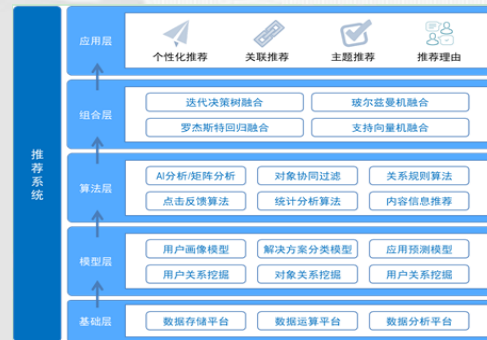 推荐系统
应用层
个性化推荐 关联推荐 主题推荐 推荐理由
组合层
迭代决策树融合 玻尔兹曼机融合
罗杰斯特回归融合 支持向量机融合
算法层
AI分析/矩阵分析 对象协同过滤 关系规则算法
点击反馈算法 统计分析算法 内容信息推荐
模型层
用户画像模型 解决方案分类模型 应用预测模型
用户关系挖掘 对象关系挖掘 用户关系挖掘
基础层
数据存储平台 数据运算平台 数据分析平台